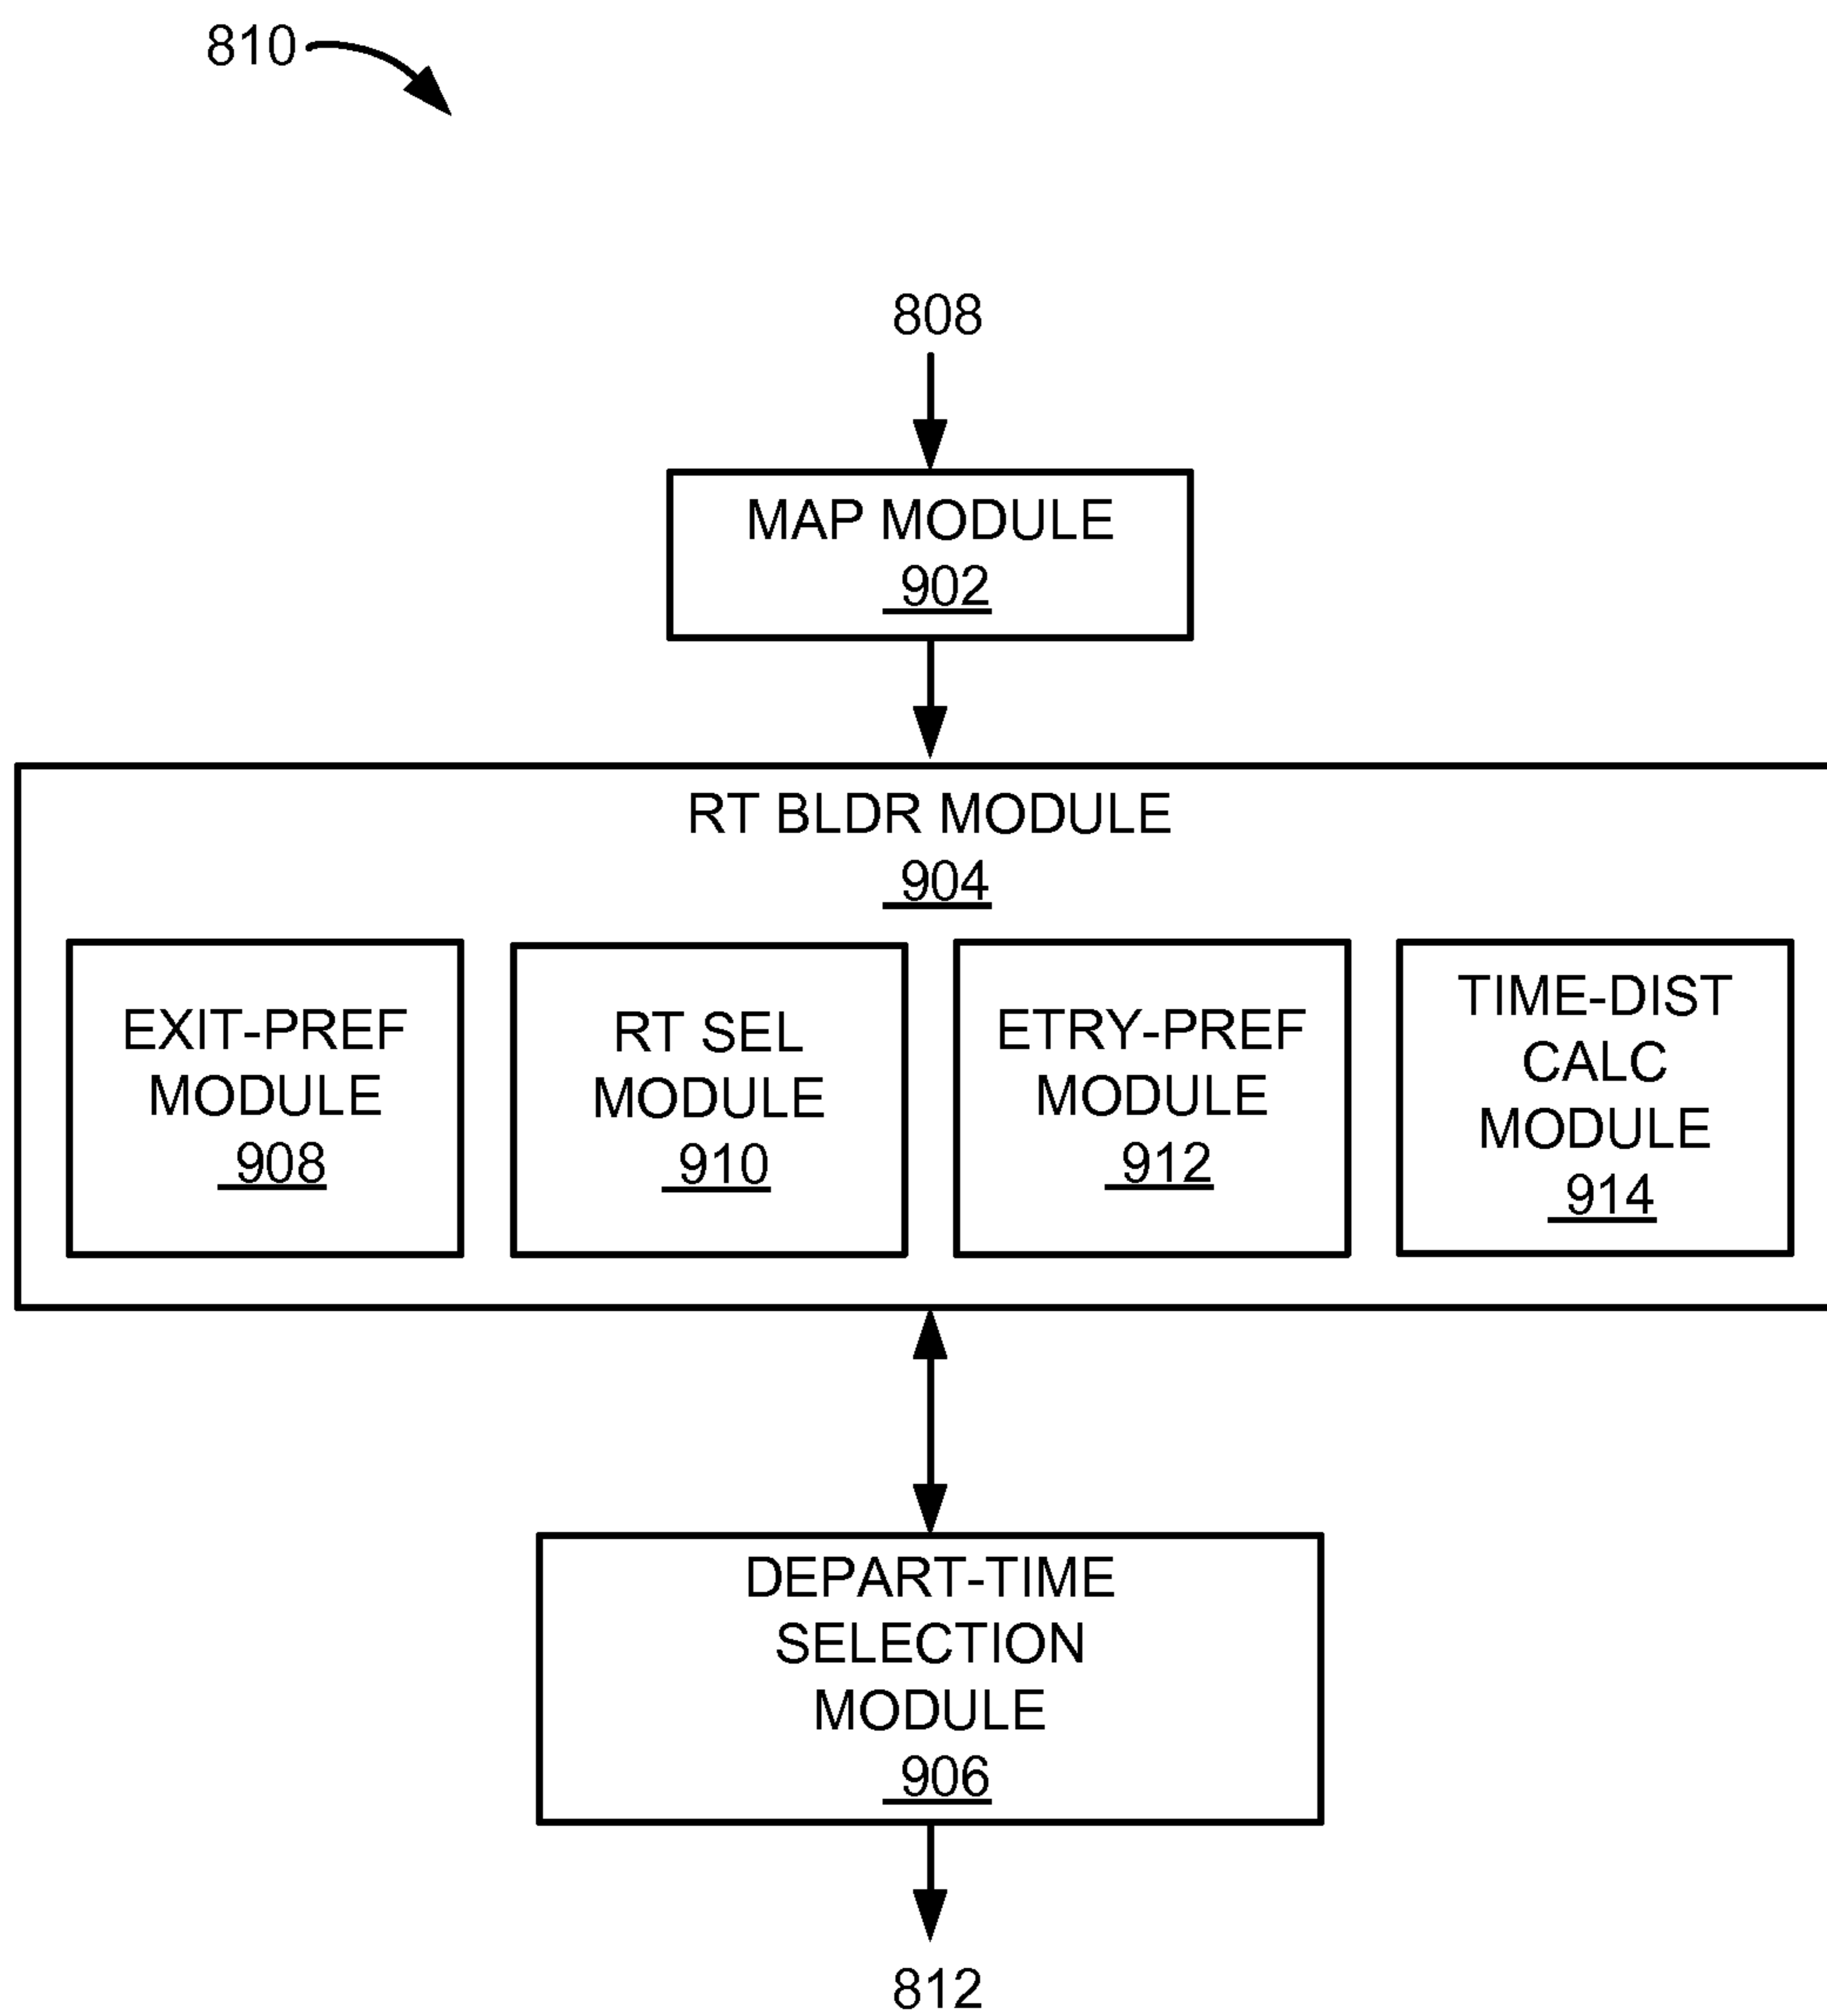 810
808
MAP MODULE
902
RT BLDR MODULE
904
EXIT-PREF
MODULE
908
RT SEL
MODULE
910
ETRY-PREF
MODULE
912
TIME-DIST
CALC
MODULE
914
DEPART-TIME
SELECTION
MODULE
906
812